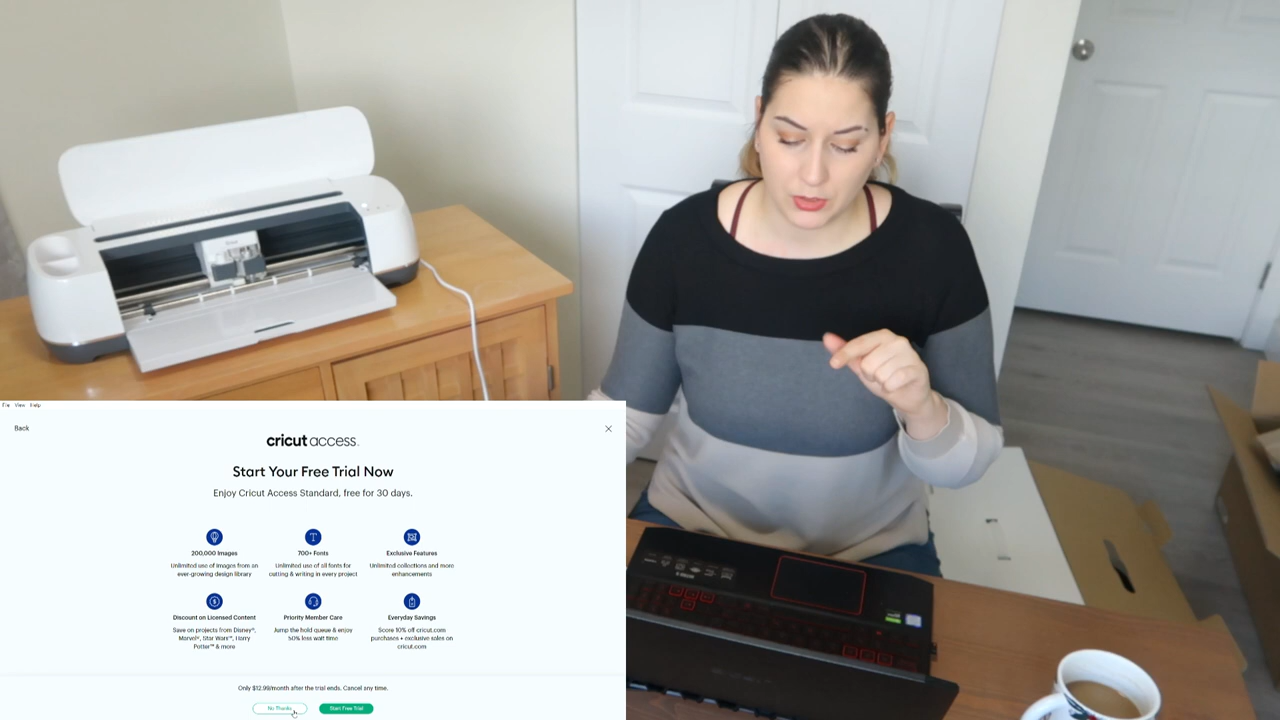 File View Help
Back
cricut access.
Start Your Free Trial Now
Enjoy Cricut Access Standard, free for 30 days.
200,000 Images
Unlimited use of images from an
ever-growing design library
700+ Fonts
Unlimited use of all fonts for
cutting & writing in every project
Exclusive Features
Unlimited collections and more
enhancements
Discount on Licensed Content
Save on projects from Disney®,
Marvel®, Star Wars™, Harry
Potter™ & more
Priority Member Care
Jump the hold queue & enjoy
50% less wait time
Everyday Savings
Score 10% off cricut.com
purchases + exclusive sales on
cricut.com
Only $12.99/month after the trial ends. Cancel any time.
No Thanks
Start Free Trial